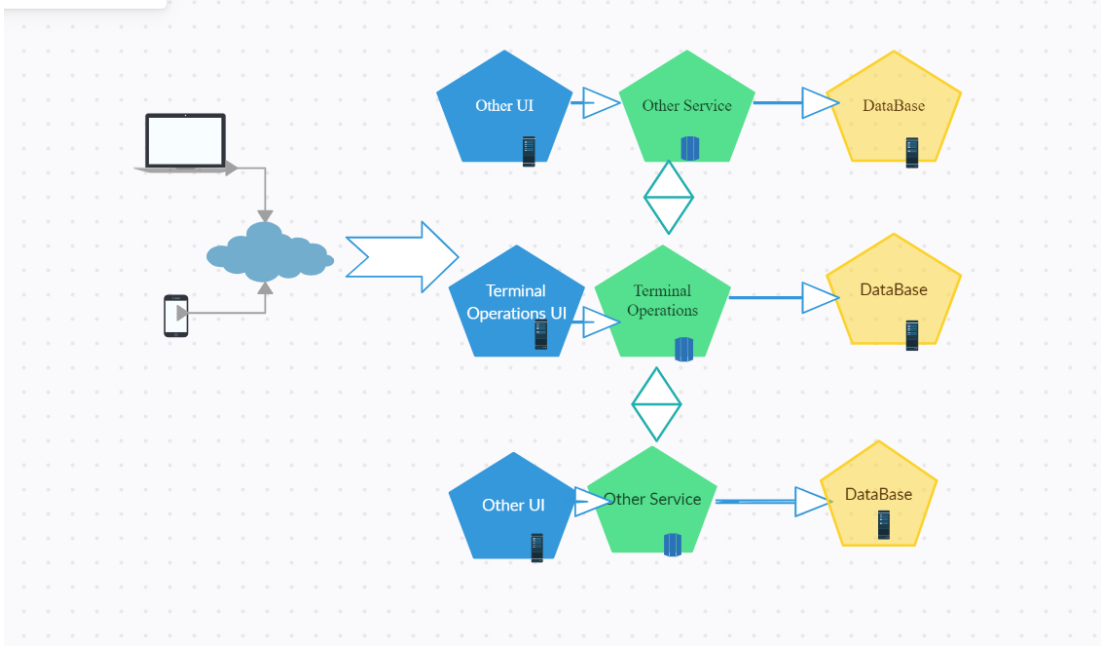 Other UI
Other Service
DataBase
Terminal
Operations UI
Terminal
Operations
DataBase
Other UI
Other Service
DataBase